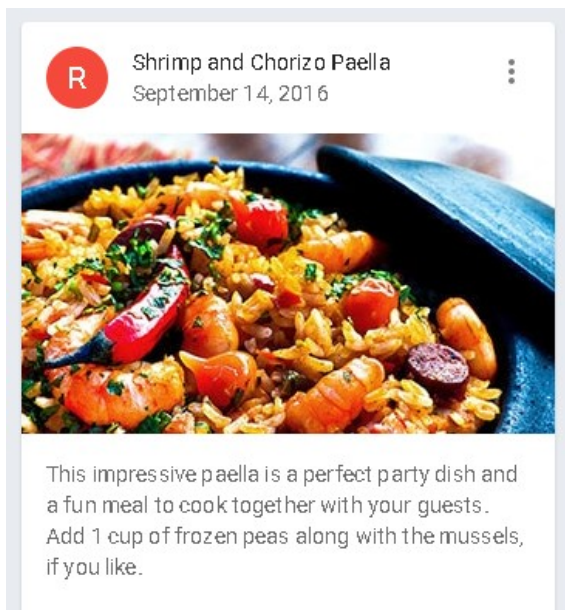 R
Shrimp and Chorizo Paella
September 14, 2016
This impressive paella is a perfect party dish and
a fun meal to cook together with your guests.
Add 1 cup of frozen peas along with the mussels,
if you like.